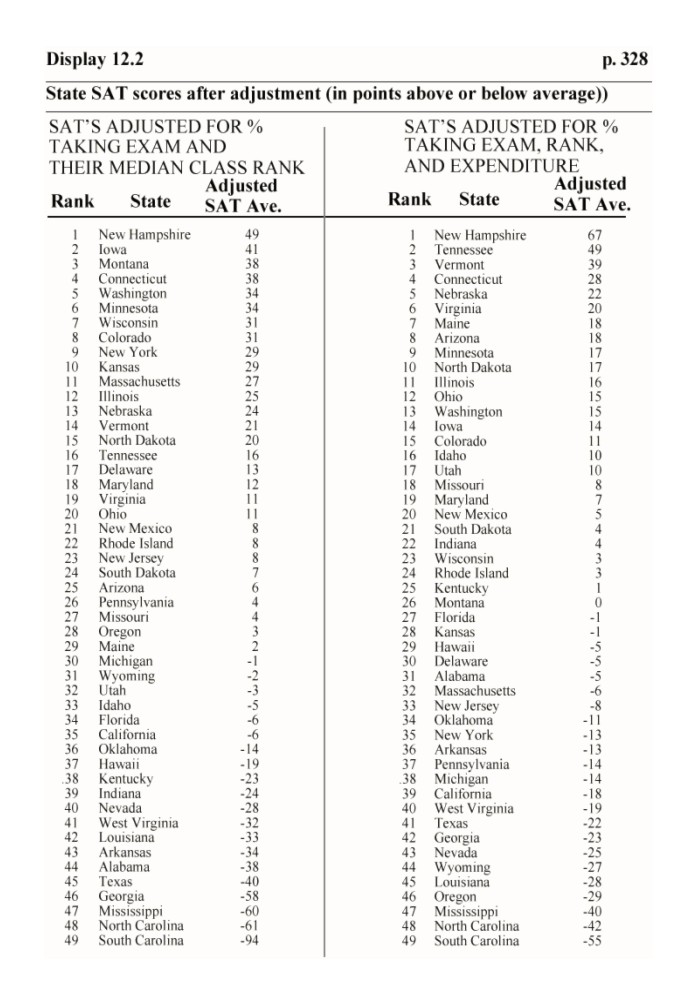 Display 12.2 p. 328
State SAT scores after adjustment (in points above or below average))
SAT'S ADJUSTED FOR %
TAKING EXAM AND
THEIR MEDIAN CLASS RANK
Rank State Adjusted SAT Ave.
1 New Hampshire 49
2 Iowa 41
3 Montana 38
4 Connecticut 38
5 Washington 34
6 Minnesota 34
7 Wisconsin 31
8 Colorado 31
9 New York 29
10 Kansas 29
11 Massachusetts 27
12 Illinois 25
13 Nebraska 24
14 Vermont 21
15 North Dakota 20
16 Tennessee 16
17 Delaware 13
18 Maryland 12
19 Virginia 11
20 Ohio 11
21 New Mexico 8
22 Rhode Island 8
23 New Jersey 8
24 South Dakota 7
25 Arizona 6
26 Pennsylvania 4
27 Missouri 4
28 Oregon 3
29 Maine 2
30 Michigan -1
31 Wyoming -2
32 Utah -3
33 Idaho -5
34 Florida -6
35 California -6
36 Oklahoma -14
37 Hawaii -19
.38 Kentucky -23
39 Indiana -24
40 Nevada -28
41 West Virginia -32
42 Louisiana -33
43 Arkansas -34
44 Alabama -38
45 Texas -40
46 Georgia -58
47 Mississippi -60
48 North Carolina -61
49 South Carolina -94
SAT'S ADJUSTED FOR %
TAKING EXAM, RANK,
AND EXPENDITURE
Rank State Adjusted SAT Ave.
1 New Hampshire 67
2 Tennessee 49
3 Vermont 39
4 Connecticut 28
5 Nebraska 22
6 Virginia 20
7 Maine 18
8 Arizona 18
9 Minnesota 17
10 North Dakota 17
11 Illinois 16
12 Ohio 15
13 Washington 15
14 Iowa 14
15 Colorado 11
16 Idaho 10
17 Utah 10
18 Missouri 8
19 Maryland 7
20 New Mexico 5
21 South Dakota 4
22 Indiana 4
23 Wisconsin 3
24 Rhode Island 3
25 Kentucky 1
26 Montana 0
27 Florida -1
28 Kansas -1
29 Hawaii -5
30 Delaware -5
31 Alabama -5
32 Massachusetts -6
33 New Jersey -8
34 Oklahoma -11
35 New York -13
36 Arkansas -13
37 Pennsylvania -14
.38 Michigan -14
39 California -18
40 West Virginia -19
41 Texas -22
42 Georgia -23
43 Nevada -25
44 Wyoming -27
45 Louisiana -28
46 Oregon -29
47 Mississippi -40
48 North Carolina -42
49 South Carolina -55